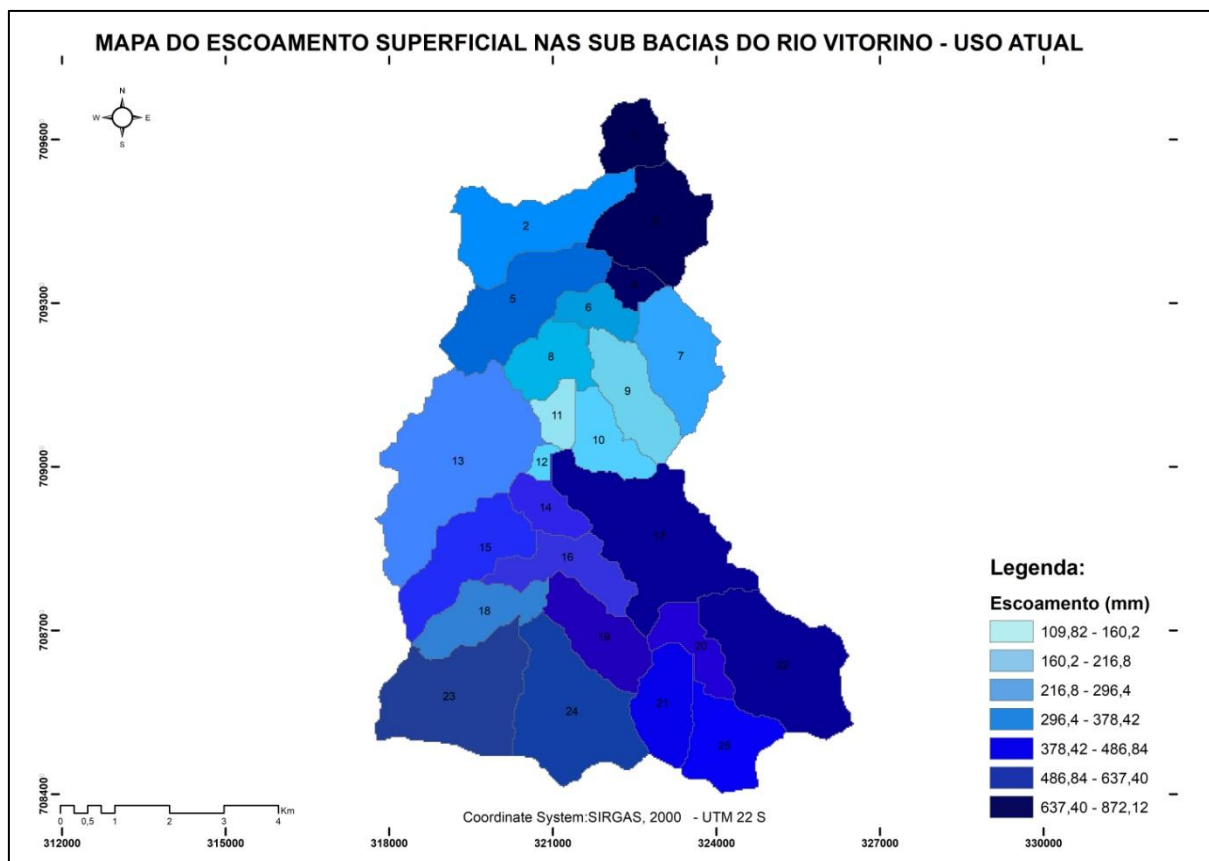 MAPA DO ESCOAMENTO SUPERFICIAL NAS SUB BACIAS DO RIO VITORINO - USO ATUAL
312000 315000 318000 321000 324000 327000 330000
N
W E
S
709600
709300
709000
708700
708400
2
5
6
7
8
9
10
11
12
13
14
15
16
17
18
19
20
21
22
23
24
25
Legenda:
Escoamento (mm)
109,82 - 160,2
160,2 - 216,8
216,8 - 296,4
296,4 - 378,42
378,42 - 486,84
486,84 - 637,40
637,40 - 872,12
Km
0 0,5 1 2 3 4
Coordinate System:SIRGAS, 2000 - UTM 22 S